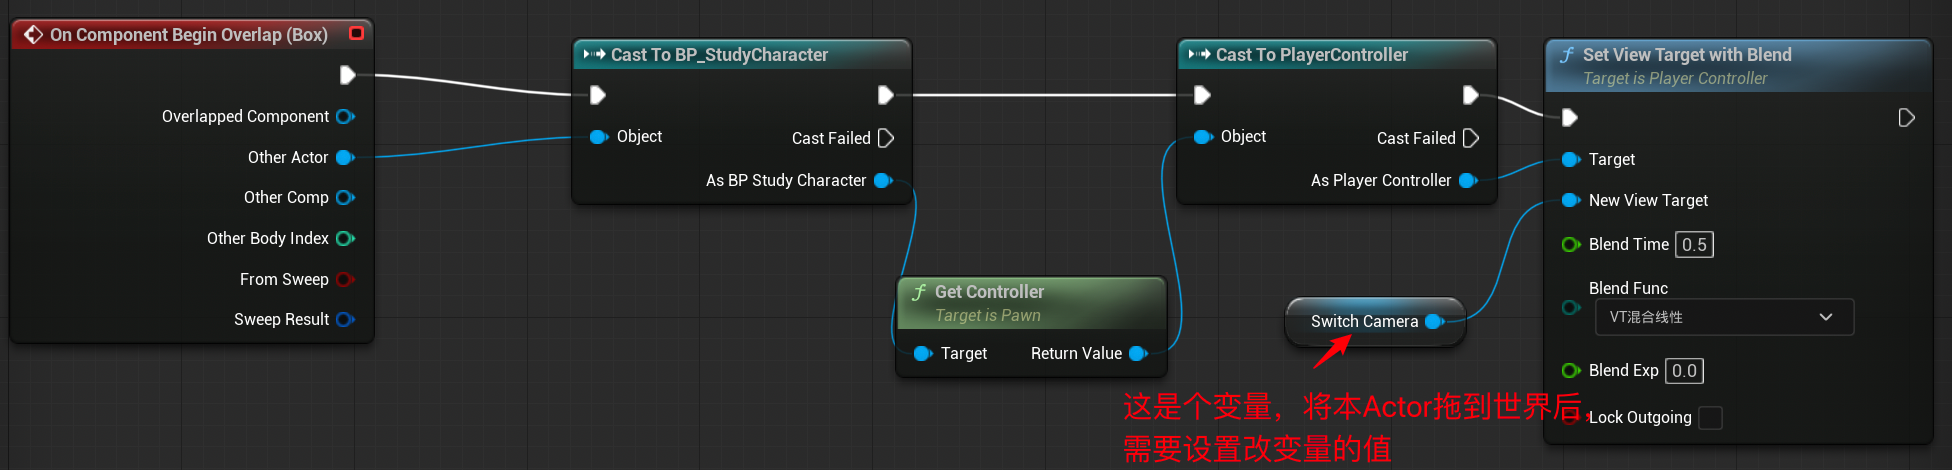 On Component Begin Overlap (Box)
Overlapped Component
Other Actor
Other Comp
Other Body Index
From Sweep
Sweep Result
Cast To BP_StudyCharacter
Object
Cast Failed
As BP Study Character
Get Controller
Target is Pawn
Target
Return Value
Cast To PlayerController
Object
Cast Failed
As Player Controller
Switch Camera
这是个变量，将本Actor拖到世界后，
需要设置改变量的值
Set View Target with Blend
Target is Player Controller
Target
New View Target
Blend Time 0.5
Blend Func
VT混合线性
Blend Exp 0.0
Lock Outgoing